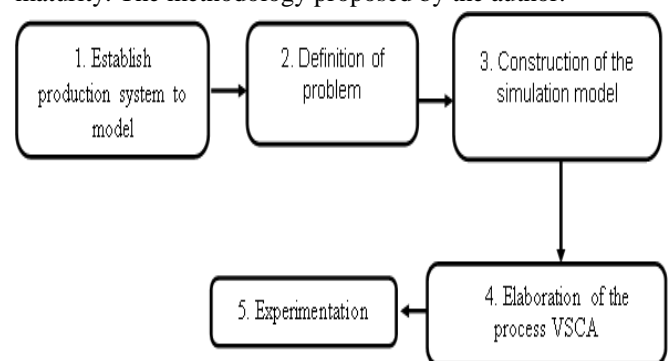 maturity. The methodology proposed by the author.
1. Establish
production system to
model
2. Definition of
problem
3. Construction of the
simulation model
4. Elaboration of the
process VSCA
5. Experimentation